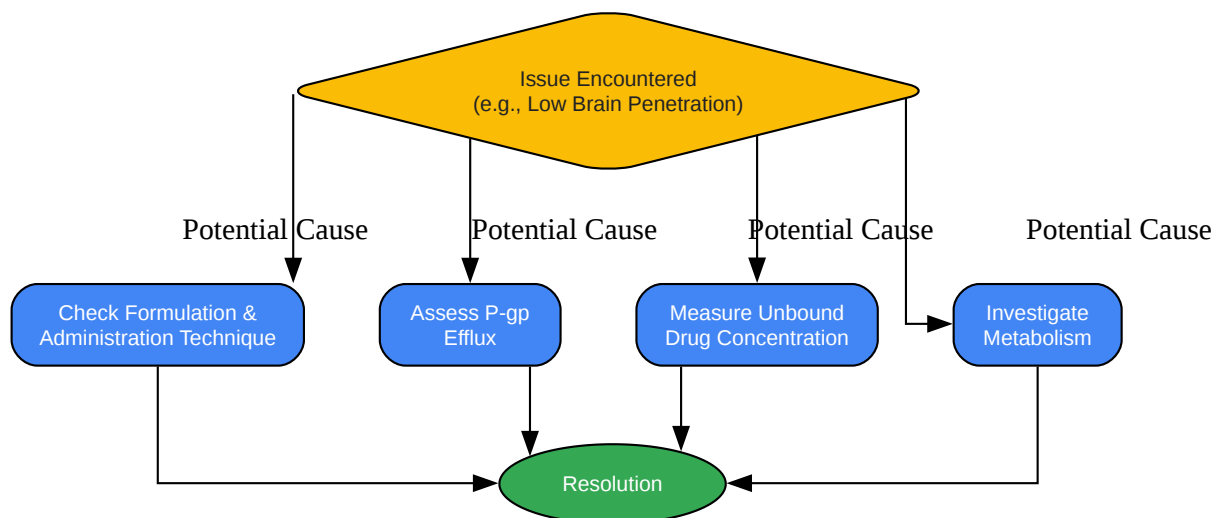 Issue Encountered
(e.g., Low Brain Penetration)
Potential Cause
Potential Cause
Potential Cause
Potential Cause
Check Formulation &
Administration Technique
Assess P-gp
Efflux
Measure Unbound
Drug Concentration
Investigate
Metabolism
Resolution